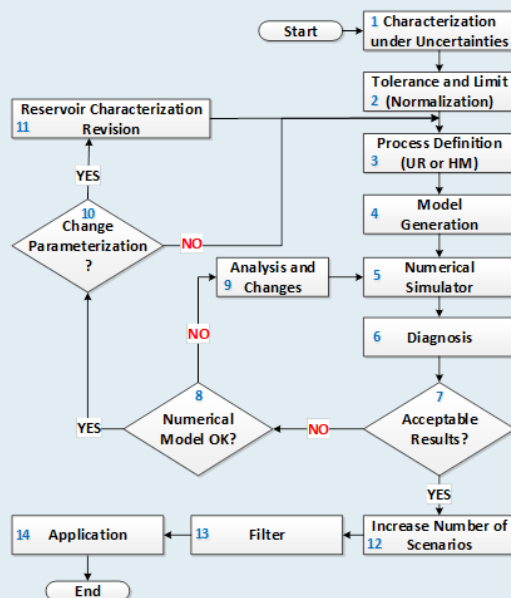 Start
1 Characterization
under Uncertainties
Tolerance and Limit
2 (Normalization)
Reservoir Characterization
11 Revision
Process Definition
3 (UR or HM)
YES
4 Model
Generation
10
Change
Parameterization
?
NO
Analysis and
9 Changes
5 Numerical
Simulator
NO
6 Diagnosis
8
Numerical
Model OK?
YES
7
Acceptable
Results?
NO
YES
14 Application
13 Filter
Increase Number of
12 Scenarios
End